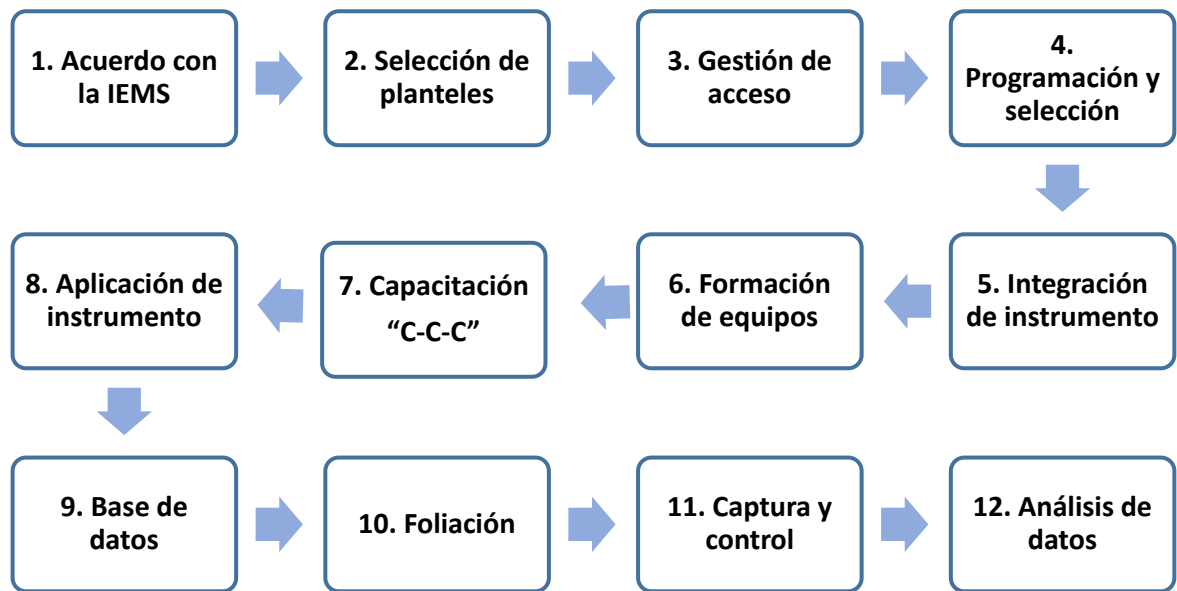 1. Acuerdo con
la IEMS
2. Selección de
planteles
3. Gestión de
acceso
4.
Programación y
selección
8. Aplicación de
instrumento
7. Capacitación
“C-C-C”
6. Formación
de equipos
5. Integración
de instrumento
9. Base de
datos
10. Foliación
11. Captura y
control
12. Análisis de
datos